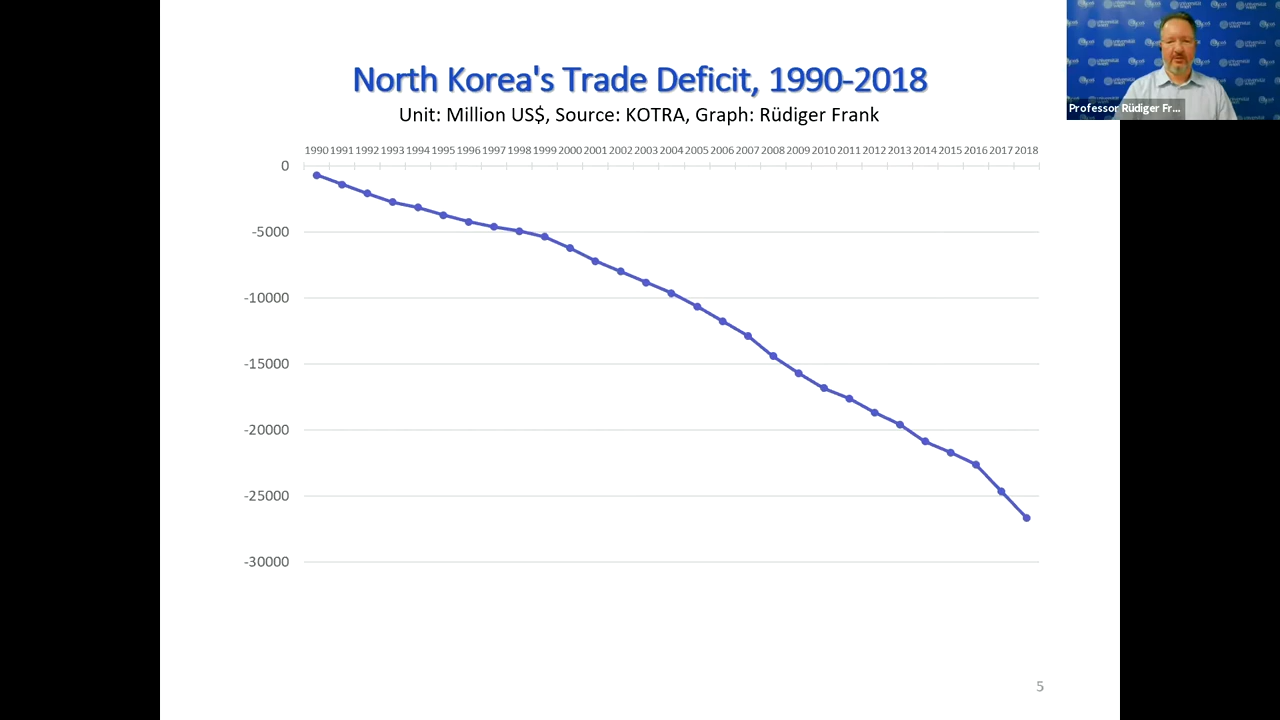 North Korea's Trade Deficit, 1990-2018
Unit: Million US$, Source: KOTRA, Graph: Rüdiger Frank
1990 1991 1992 1993 1994 1995 1996 1997 1998 1999 2000 2001 2002 2003 2004 2005 2006 2007 2008 2009 2010 2011 2012 2013 2014 2015 2016 2017 2018
0
-5000
-10000
-15000
-20000
-25000
-30000
5
Professor Rüdiger Fr...